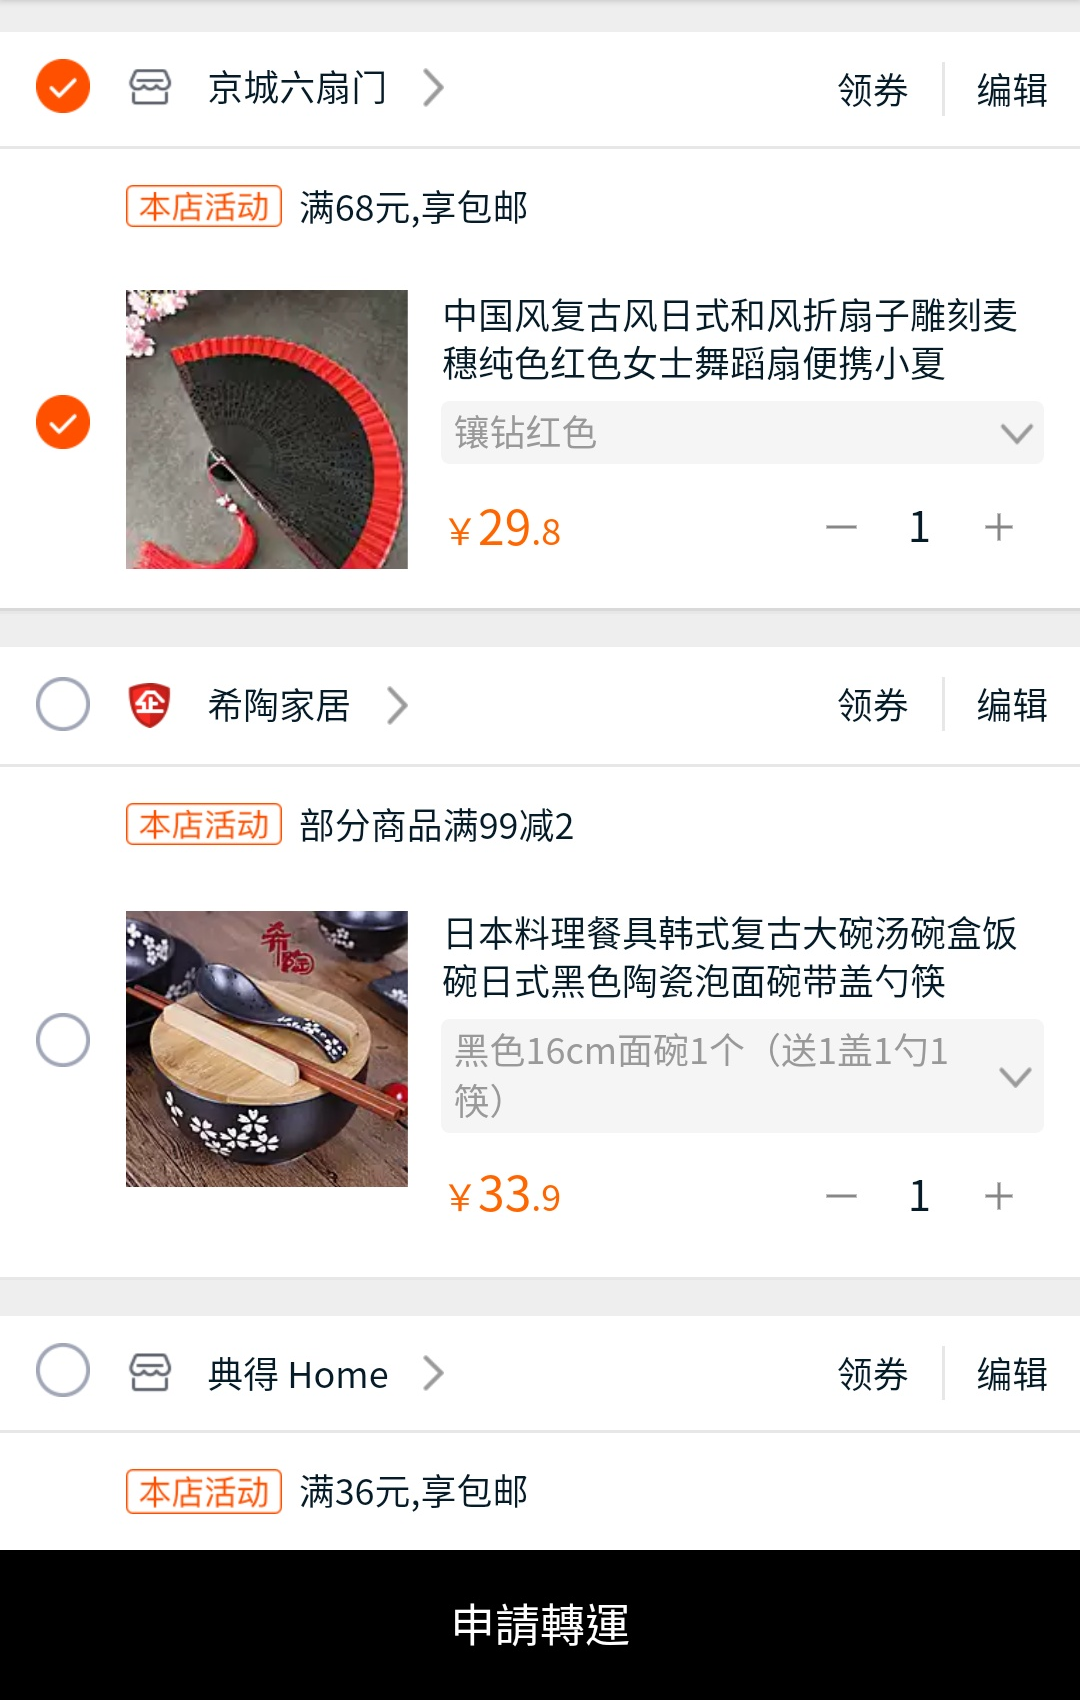 京城六扇门
领券
编辑
本店活动 满68元,享包邮
中国风复古风日式和风折扇子雕刻麦
穗纯色红色女士舞蹈扇便携小夏
镶钻红色
￥29.8
1
企
希陶家居
领券
编辑
本店活动 部分商品满99减2
希陶
日本料理餐具韩式复古大碗汤碗盒饭
碗日式黑色陶瓷泡面碗带盖勺筷
黑色16cm面碗1个（送1盖1勺1
筷）
￥33.9
1
典得 Home
领券
编辑
本店活动 满36元,享包邮
申請轉運